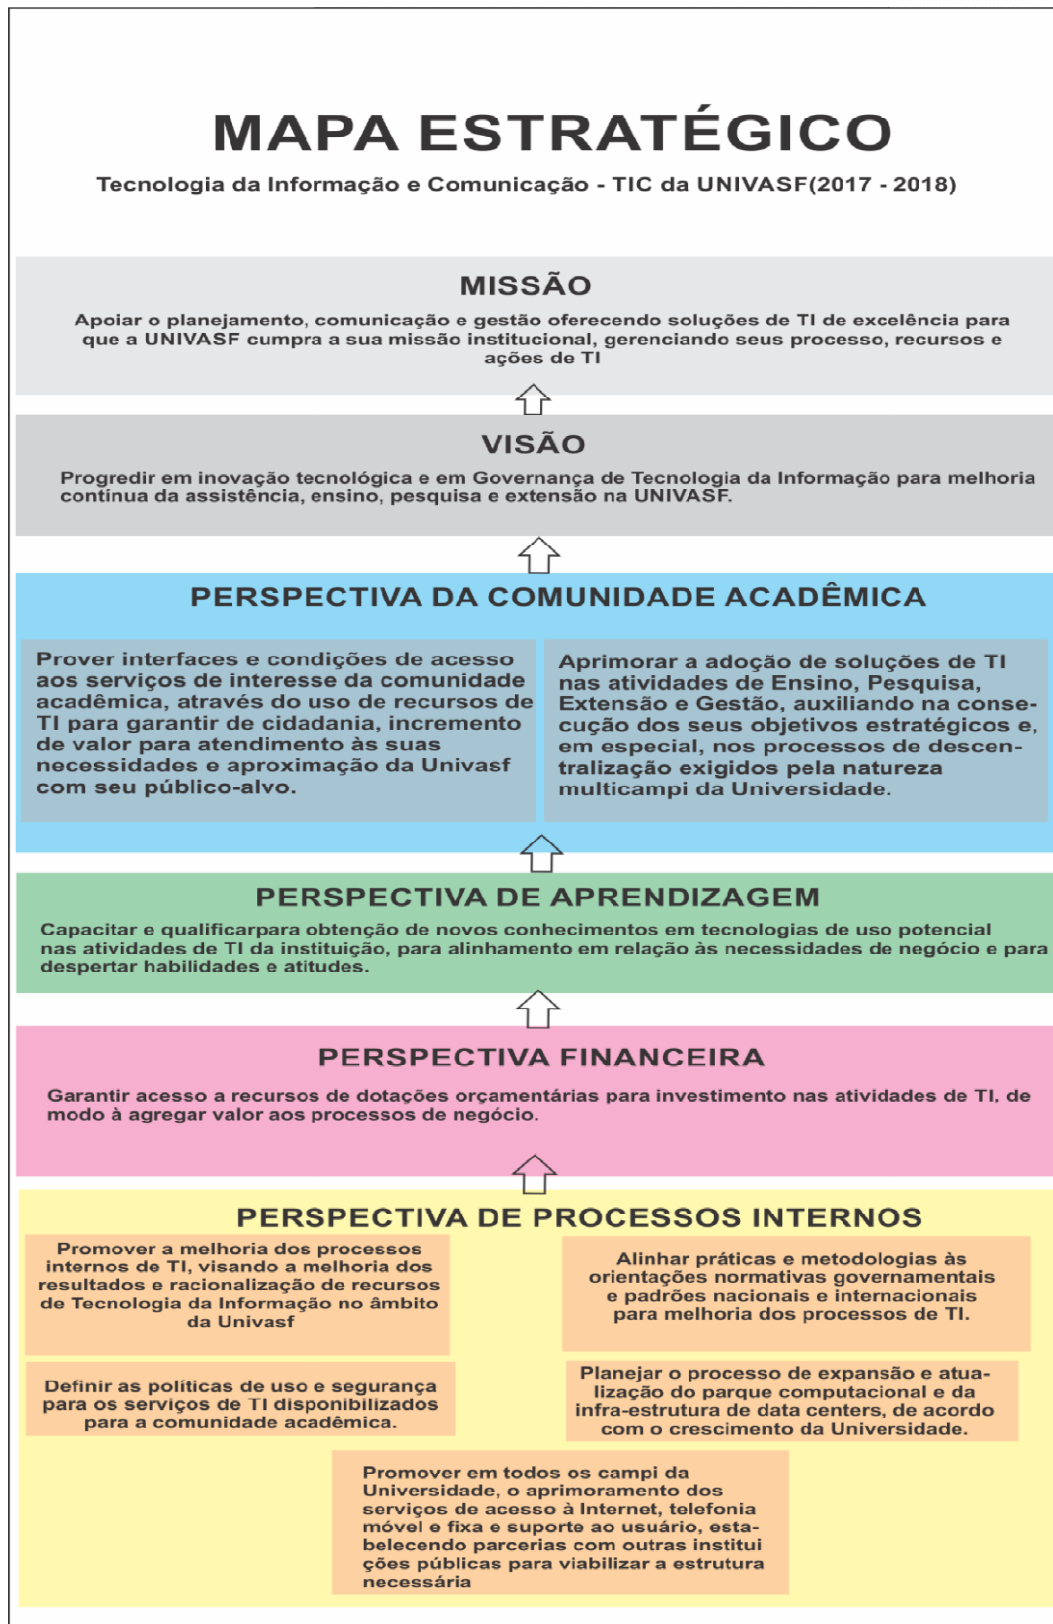 MAPA ESTRATÉGICO
Tecnologia da Informação e Comunicação - TIC da UNIVASF(2017 - 2018)
MISSÃO
Apoiar o planejamento, comunicação e gestão oferecendo soluções de TI de excelência para
que a UNIVASF cumpra a sua missão institucional, gerenciando seus processo, recursos e
ações de TI
VISÃO
Progredir em inovação tecnológica e em Governança de Tecnologia da Informação para melhoria
contínua da assistência, ensino, pesquisa e extensão na UNIVASF.
PERSPECTIVA DA COMUNIDADE ACADÊMICA
Prover interfaces e condições de acesso
aos serviços de interesse da comunidade
acadêmica, através do uso de recursos de
TI para garantir de cidadania, incremento
de valor para atendimento às suas
necessidades e aproximação da Univasf
com seu público-alvo.
Aprimorar a adoção de soluções de TI
nas atividades de Ensino, Pesquisa,
Extensão e Gestão, auxiliando na conse-
cução dos seus objetivos estratégicos e,
em especial, nos processos de descen-
tralização exigidos pela natureza
multicampi da Universidade.
PERSPECTIVA DE APRENDIZAGEM
Capacitar e qualificarpara obtenção de novos conhecimentos em tecnologias de uso potencial
nas atividades de TI da instituição, para alinhamento em relação às necessidades de negócio e para
despertar habilidades e atitudes.
PERSPECTIVA FINANCEIRA
Garantir acesso a recursos de dotações orçamentárias para investimento nas atividades de TI, de
modo à agregar valor aos processos de negócio.
PERSPECTIVA DE PROCESSOS INTERNOS
Promover a melhoria dos processos
internos de TI, visando a melhoria dos
resultados e racionalização de recursos
de Tecnologia da Informação no âmbito
da Univasf
Alinhar práticas e metodologias às
orientações normativas governamentais
e padrões nacionais e internacionais
para melhoria dos processos de TI.
Definir as políticas de uso e segurança
para os serviços de TI disponibilizados
para a comunidade acadêmica.
Planejar o processo de expansão e atua-
lização do parque computacional e da
infra-estrutura de data centers, de acordo
com o crescimento da Universidade.
Promover em todos os campi da
Universidade, o aprimoramento dos
serviços de acesso à Internet, telefonia
móvel e fixa e suporte ao usuário, esta-
belecendo parcerias com outras institui
ções públicas para viabilizar a estrutura
necessária